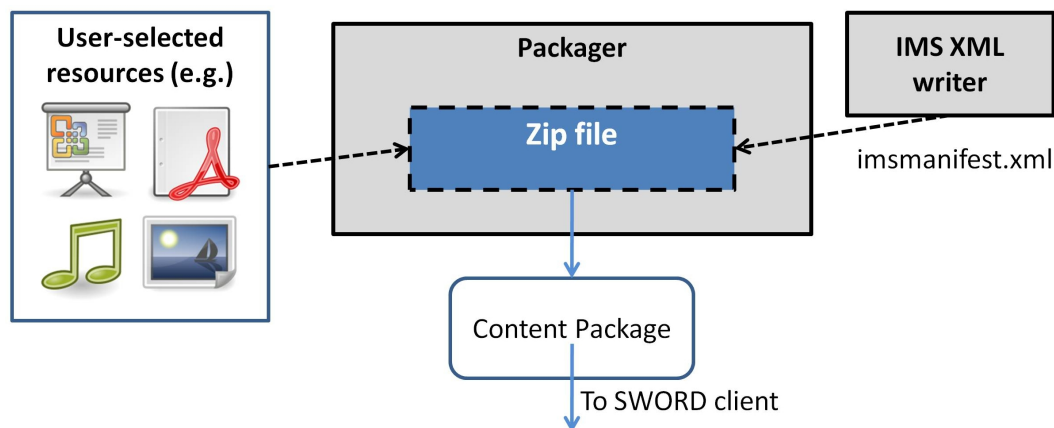 User-selected
resources (e.g.)
Packager
Zip file
IMS XML
writer
imsmanifest.xml
Content Package
To SWORD client